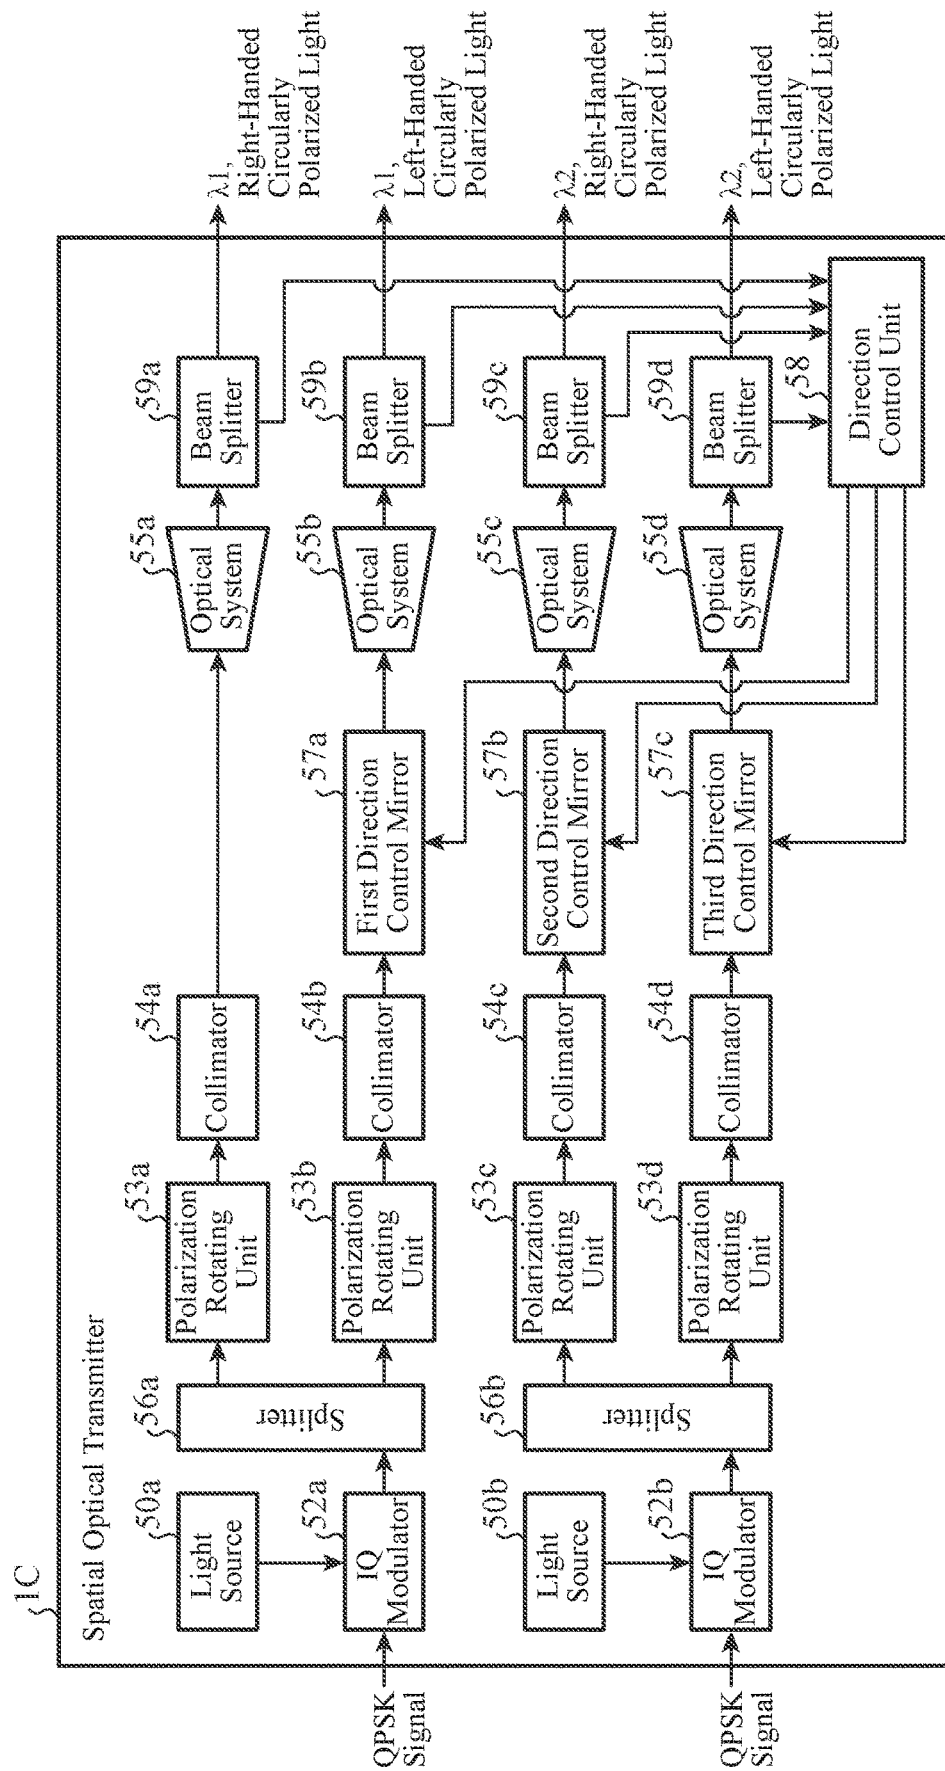 1C
Spatial Optical Transmitter
QPSK
Signal
50a
Light
Source
52a
IQ
Modulator
56a
Splitter
53a
Polarization
Rotating
Unit
54a
Collimator
55a
Optical
System
59a
Beam
Splitter
λ1,
Right-Handed
Circularly
Polarized Light
53b
Polarization
Rotating
Unit
54b
Collimator
57a
First Direction
Control Mirror
55b
Optical
System
59b
Beam
Splitter
λ1,
Left-Handed
Circularly
Polarized Light
QPSK
Signal
50b
Light
Source
52b
IQ
Modulator
56b
Splitter
53c
Polarization
Rotating
Unit
54c
Collimator
57b
Second Direction
Control Mirror
55c
Optical
System
59c
Beam
Splitter
λ2,
Right-Handed
Circularly
Polarized Light
53d
Polarization
Rotating
Unit
54d
Collimator
57c
Third Direction
Control Mirror
55d
Optical
System
59d
Beam
Splitter
λ2,
Left-Handed
Circularly
Polarized Light
58
Direction
Control Unit